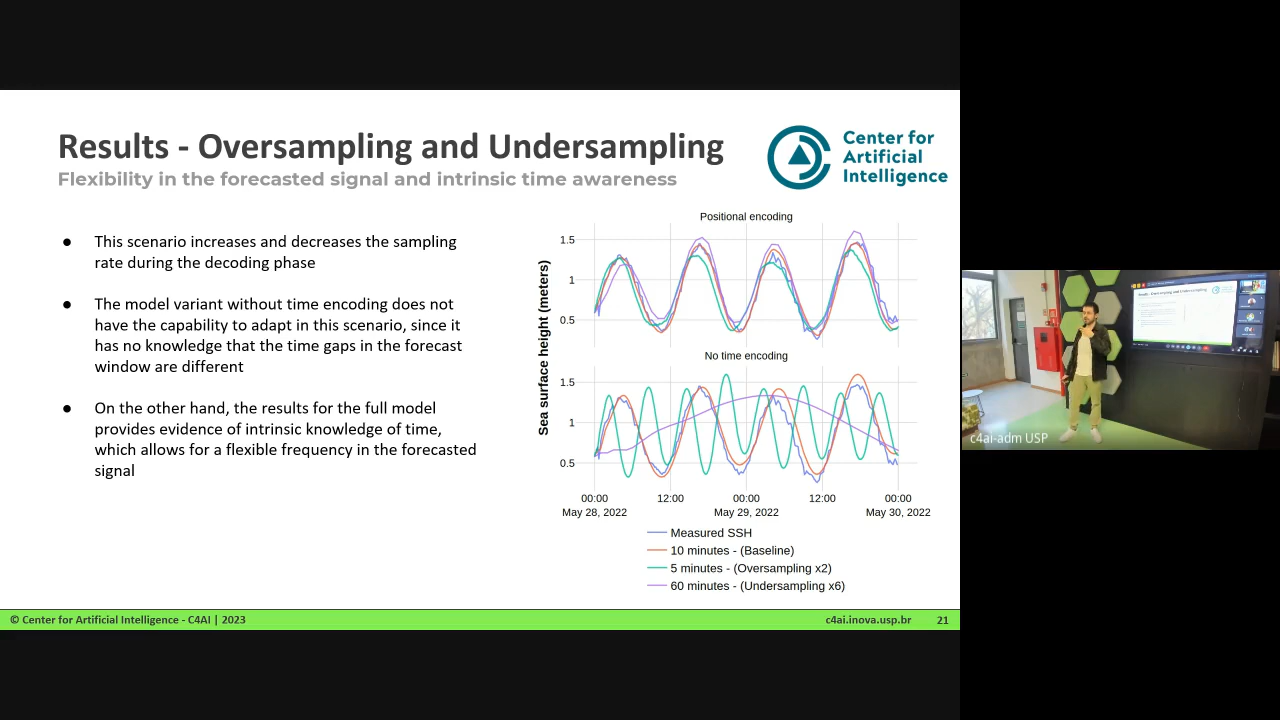 Results - Oversampling and Undersampling
Flexibility in the forecasted signal and intrinsic time awareness
Center for
Artificial
Intelligence
● This scenario increases and decreases the sampling
rate during the decoding phase
● The model variant without time encoding does not
have the capability to adapt in this scenario, since it
has no knowledge that the time gaps in the forecast
window are different
● On the other hand, the results for the full model
provides evidence of intrinsic knowledge of time,
which allows for a flexible frequency in the forecasted
signal
Sea surface height (meters)
Positional encoding
1.5
1
0.5
No time encoding
1.5
1
0.5
00:00 12:00 00:00 12:00 00:00
May 28, 2022 May 29, 2022 May 30, 2022
Measured SSH
10 minutes - (Baseline)
5 minutes - (Oversampling x2)
60 minutes - (Undersampling x6)
© Center for Artificial Intelligence - C4AI | 2023
c4ai.inova.usp.br 21
c4ai-adm USP